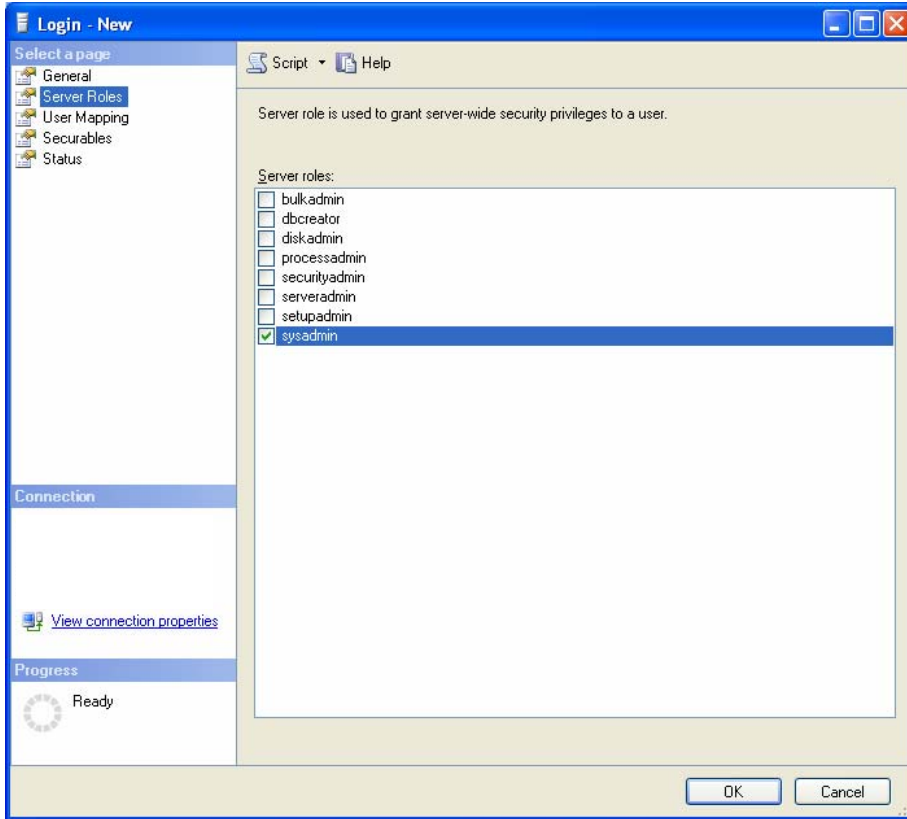 Login - New
Select a page
General
Server Roles
User Mapping
Securables
Status
Script Help
Server role is used to grant server-wide security privileges to a user.
Server roles:
bulkadmin
dbcreator
diskadmin
processadmin
securityadmin
serveradmin
setupadmin
sysadmin
Connection
View connection properties
Progress
Ready
OK Cancel